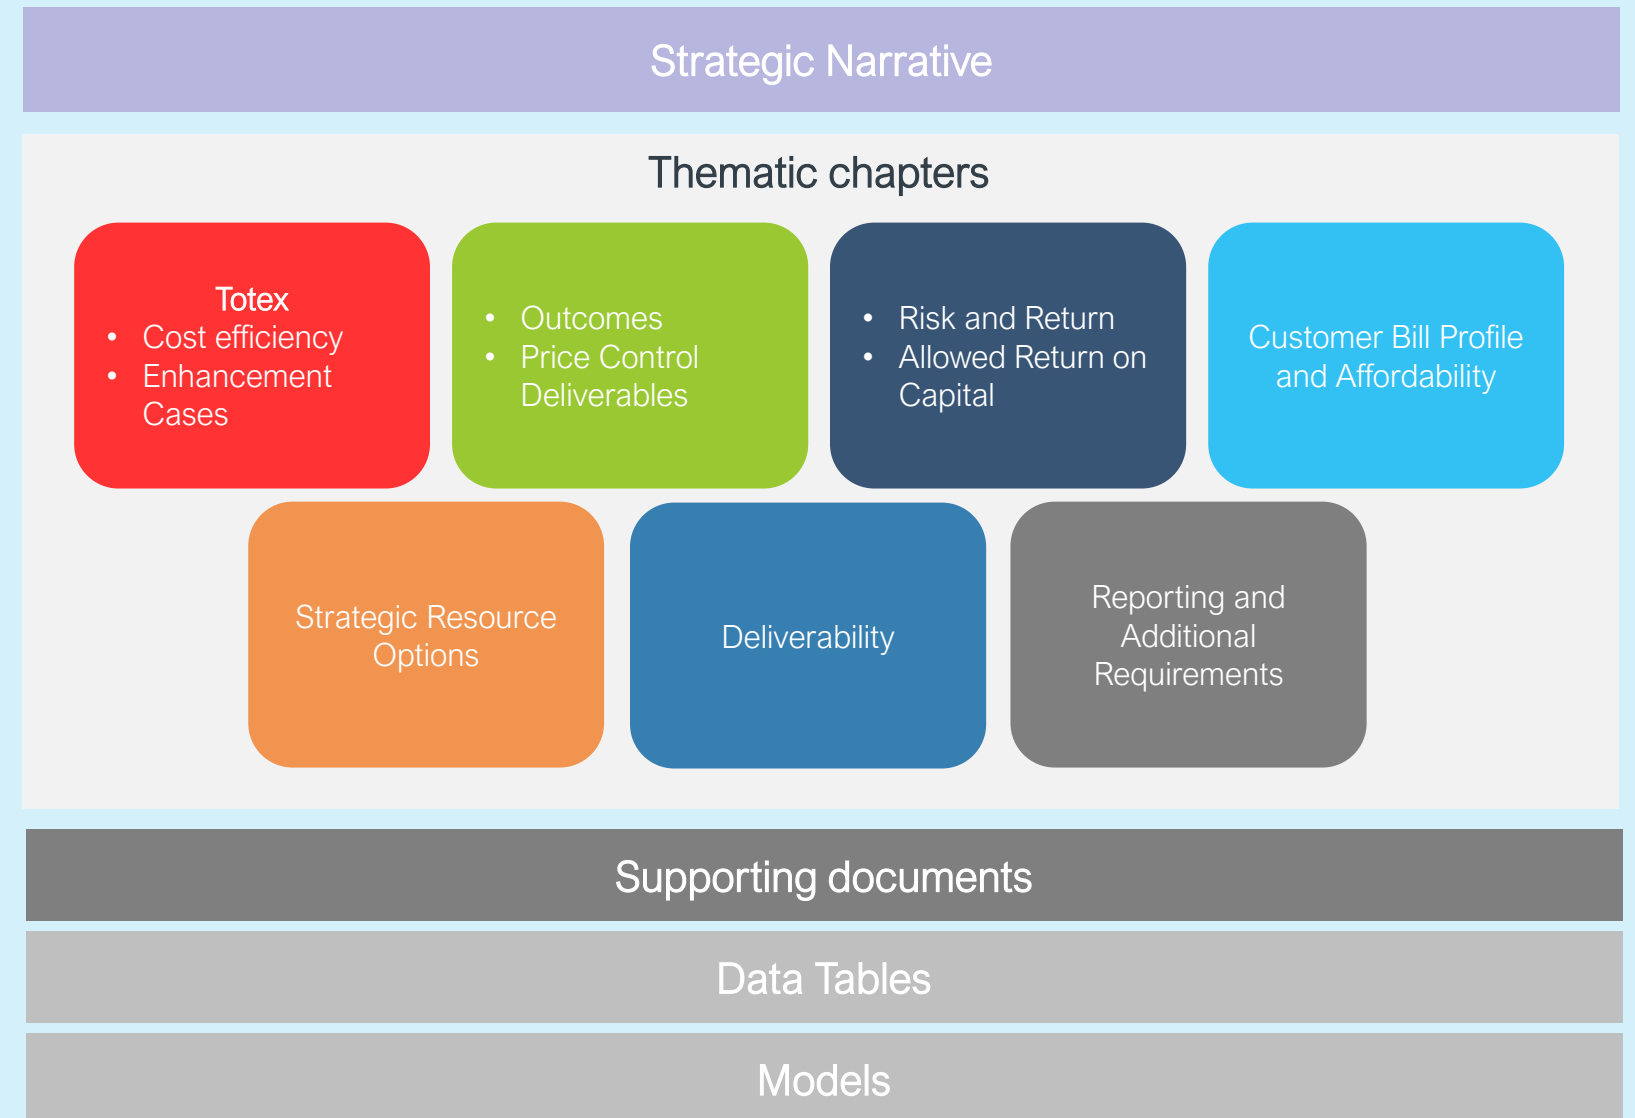 Strategic Narrative
Thematic chapters
Totex
• Cost efficiency
• Enhancement
Cases
• Outcomes
• Price Control
Deliverables
• Risk and Return
• Allowed Return on
Capital
Customer Bill Profile
and Affordability
Strategic Resource
Options
Deliverability
Reporting and
Additional
Requirements
Supporting documents
Data Tables
Models